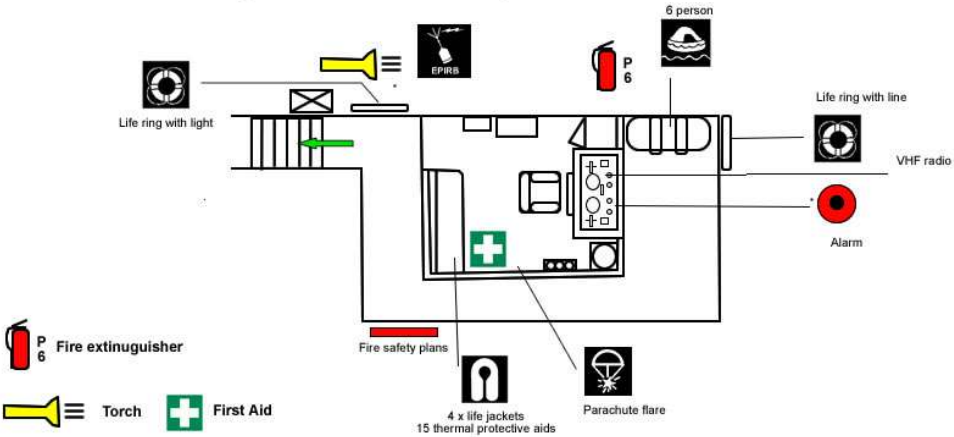 6 person
EPIRB
P
6
Life ring with light
Life ring with line
VHF radio
Alarm
Fire safety plans
P
6
Fire extinuguisher
Torch
First Aid
4 x life jackets
15 thermal protective aids
Parachute flare